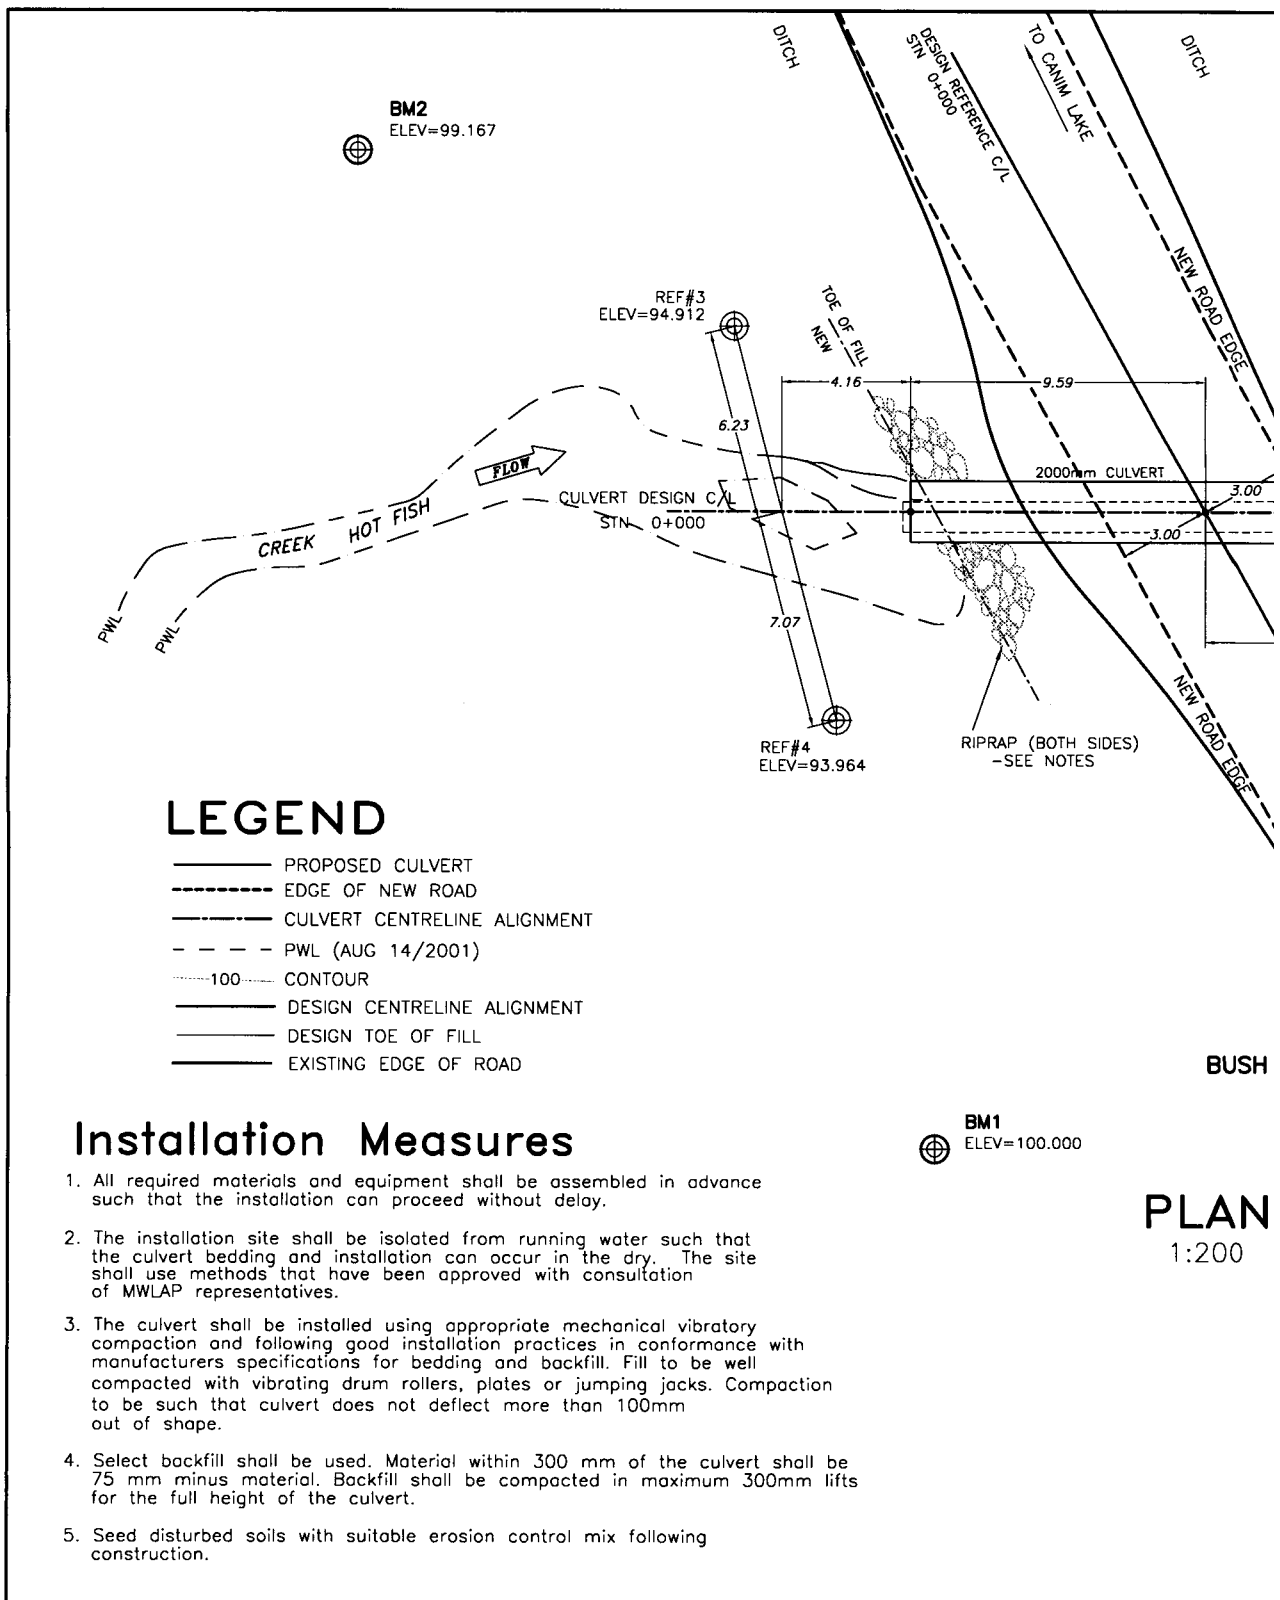 DITCH
DESIGN REFERENCE C/L
STN 0+000
TO CANIM LAKE
DITCH
BM2
ELEV=99.167
NEW ROAD EDGE
REF#3
ELEV=94.912
TOE OF FILL
NEW
4.16
9.59
6.23
FLOW
2000mm CULVERT
3.00
CULVERT DESIGN C/L
STN 0+000
3.00
CREEK HOT FISH
PWL
PWL
7.07
NEW ROAD EDGE
REF#4
ELEV=93.964
RIPRAP (BOTH SIDES)
-SEE NOTES
LEGEND
PROPOSED CULVERT
EDGE OF NEW ROAD
CULVERT CENTRELINE ALIGNMENT
PWL (AUG 14/2001)
100 CONTOUR
DESIGN CENTRELINE ALIGNMENT
DESIGN TOE OF FILL
EXISTING EDGE OF ROAD
BUSH
BM1
ELEV=100.000
PLAN
1:200
Installation Measures
1. All required materials and equipment shall be assembled in advance
such that the installation can proceed without delay.
2. The installation site shall be isolated from running water such that
the culvert bedding and installation can occur in the dry. The site
shall use methods that have been approved with consultation
of MWLAP representatives.
3. The culvert shall be installed using appropriate mechanical vibratory
compaction and following good installation practices in conformance with
manufacturers specifications for bedding and backfill. Fill to be well
compacted with vibrating drum rollers, plates or jumping jacks. Compaction
to be such that culvert does not deflect more than 100mm
out of shape.
4. Select backfill shall be used. Material within 300 mm of the culvert shall be
75 mm minus material. Backfill shall be compacted in maximum 300mm lifts
for the full height of the culvert.
5. Seed disturbed soils with suitable erosion control mix following
construction.